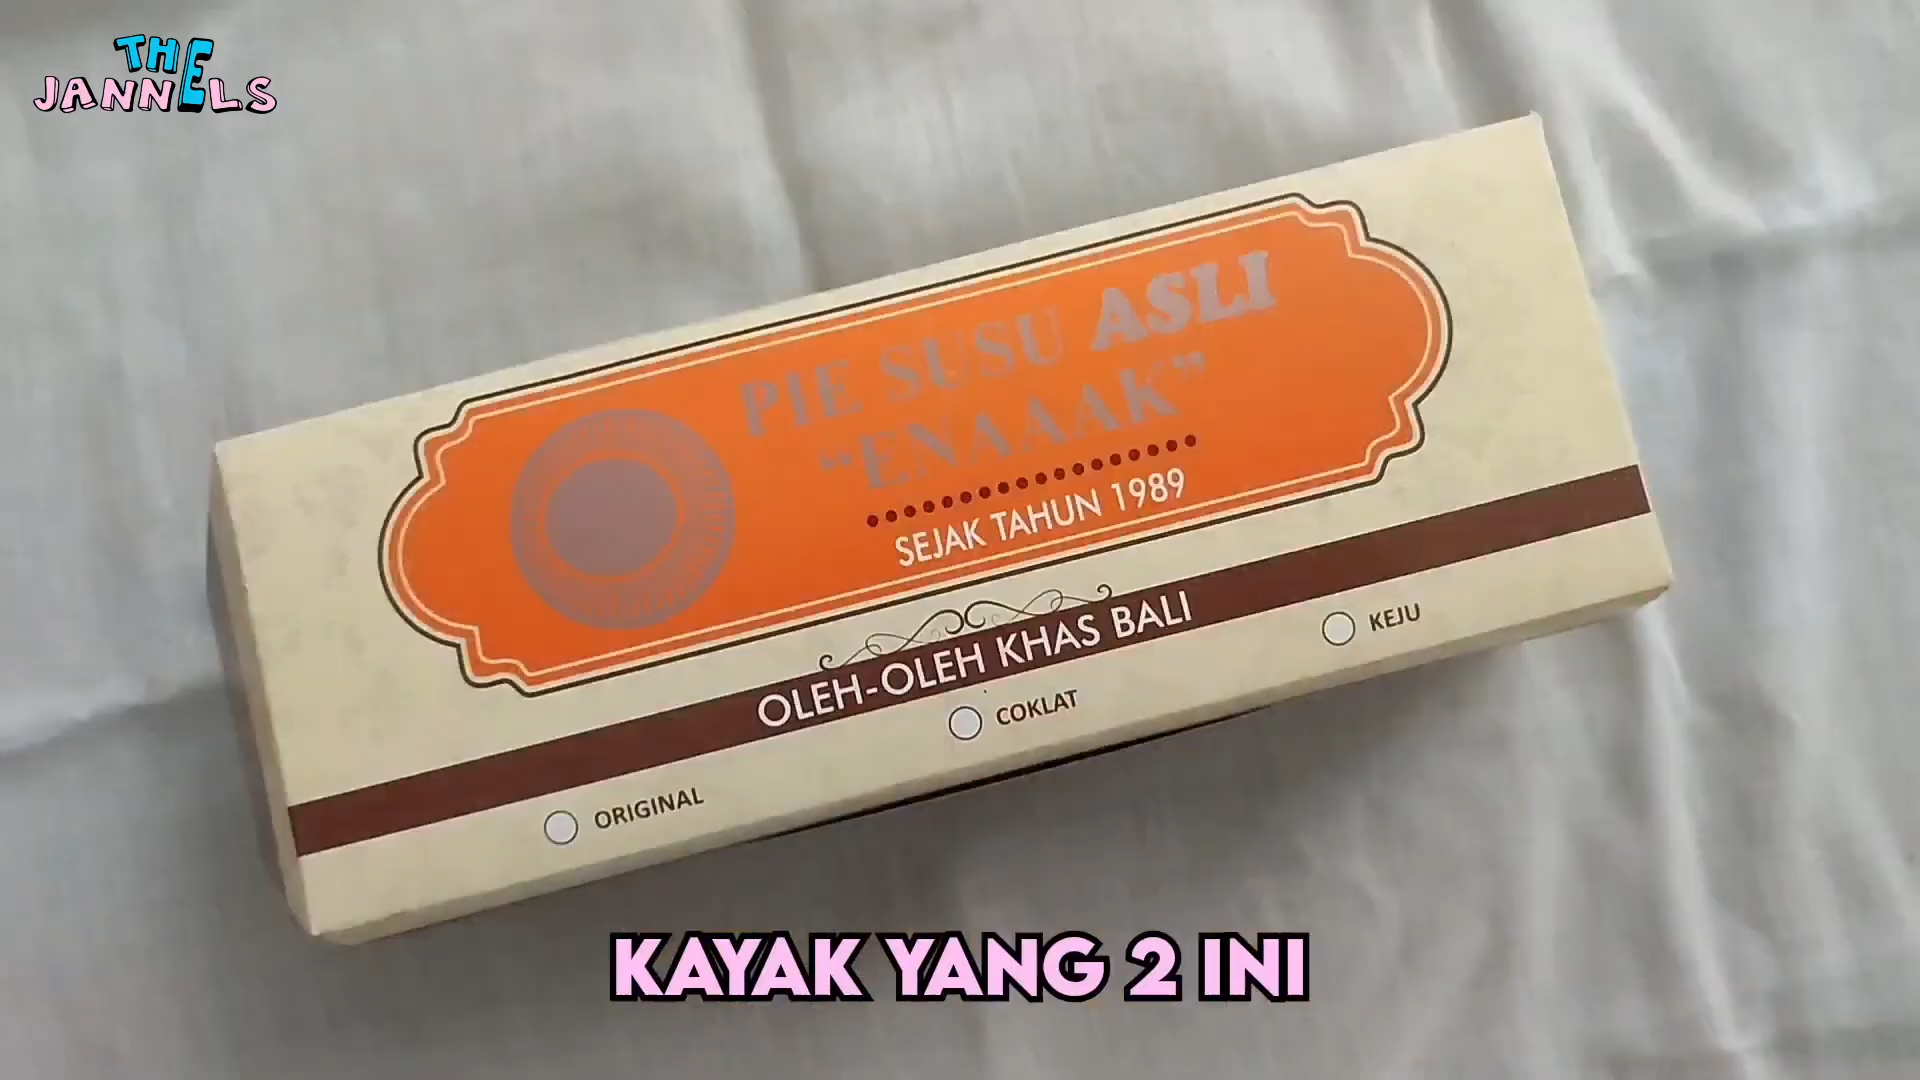 THE
JANNELS
PIE SUSU ASLI
“ENAAAK”
SEJAK TAHUN 1989
OLEH-OLEH KHAS BALI
ORIGINAL
COKLAT
KEJU
KAYAK YANG 2 INI